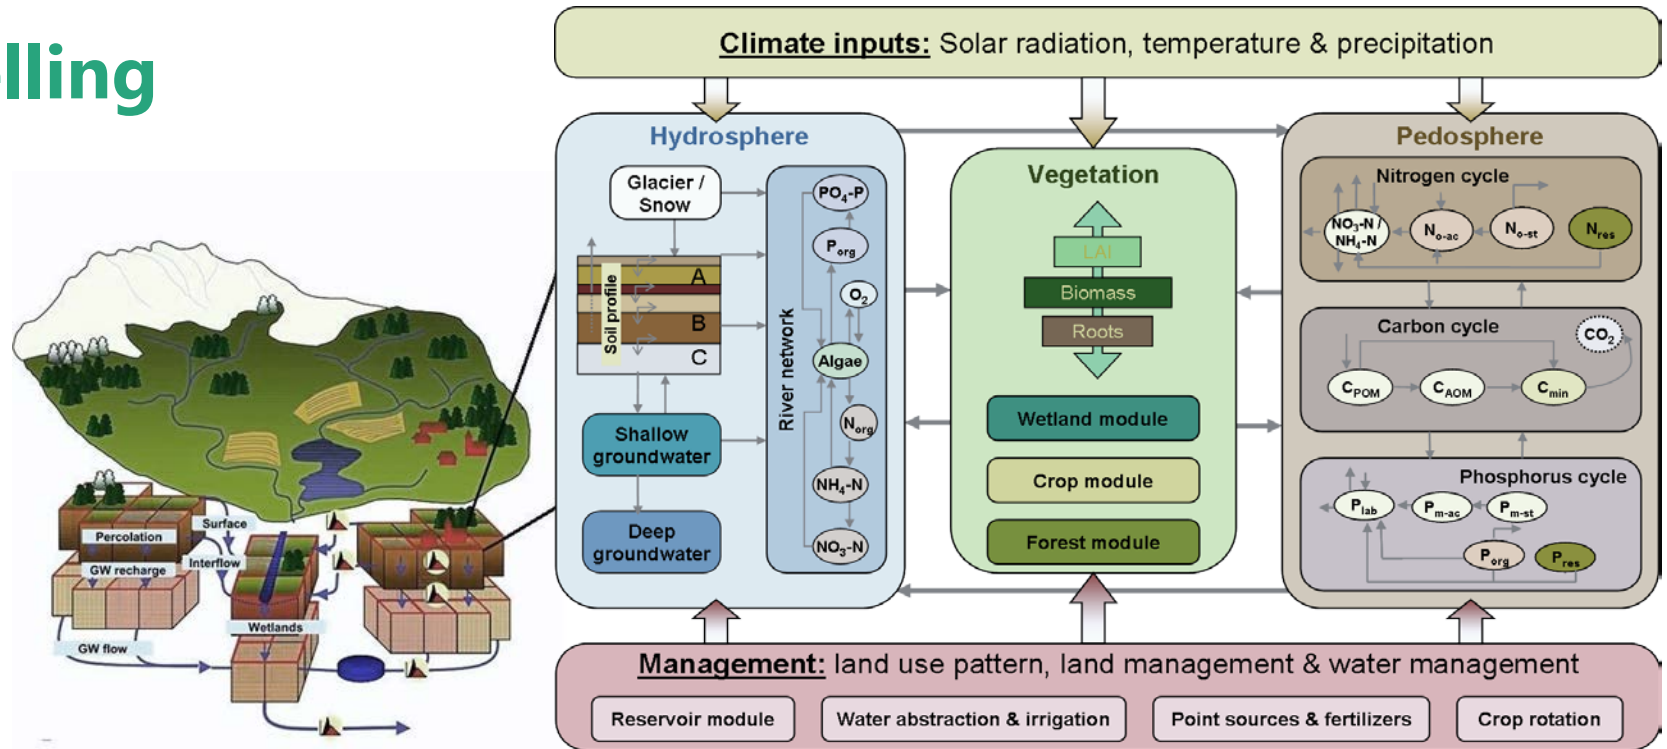 lling
Climate inputs: Solar radiation, temperature & precipitation
Hydrosphere
Glacier /
Snow
Soil profile
A
B
C
Shallow
groundwater
Deep
groundwater
River network
PO₄-P
Pₒᵣg
O₂
Algae
Nₒᵣg
NH₄-N
NO₃-N
Vegetation
LAI
Biomass
Roots
Wetland module
Crop module
Forest module
Pedosphere
Nitrogen cycle
NO₃-N /
NH₄-N
No-ac
No-st
Nres
Carbon cycle
CO₂
CPOM
CAOM
Cmin
Phosphorus cycle
Plab
Pm-ac
Pm-st
Porg
Pres
Surface
Percolation
Interflow
GW recharge
Wetlands
GW flow
Management: land use pattern, land management & water management
Reservoir module
Water abstraction & irrigation
Point sources & fertilizers
Crop rotation